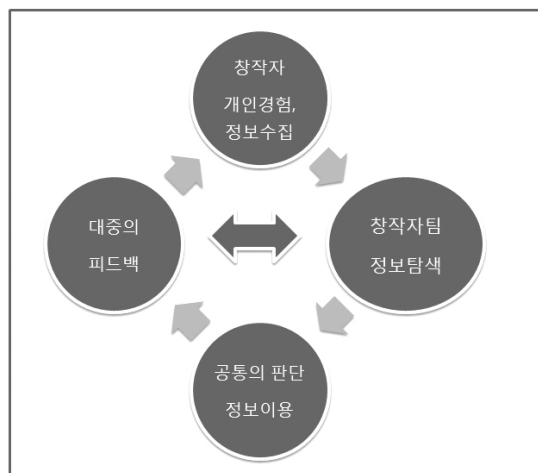 창작자
개인경험,
정보수집
창작자팀
정보탐색
공통의 판단
정보이용
대중의
피드백